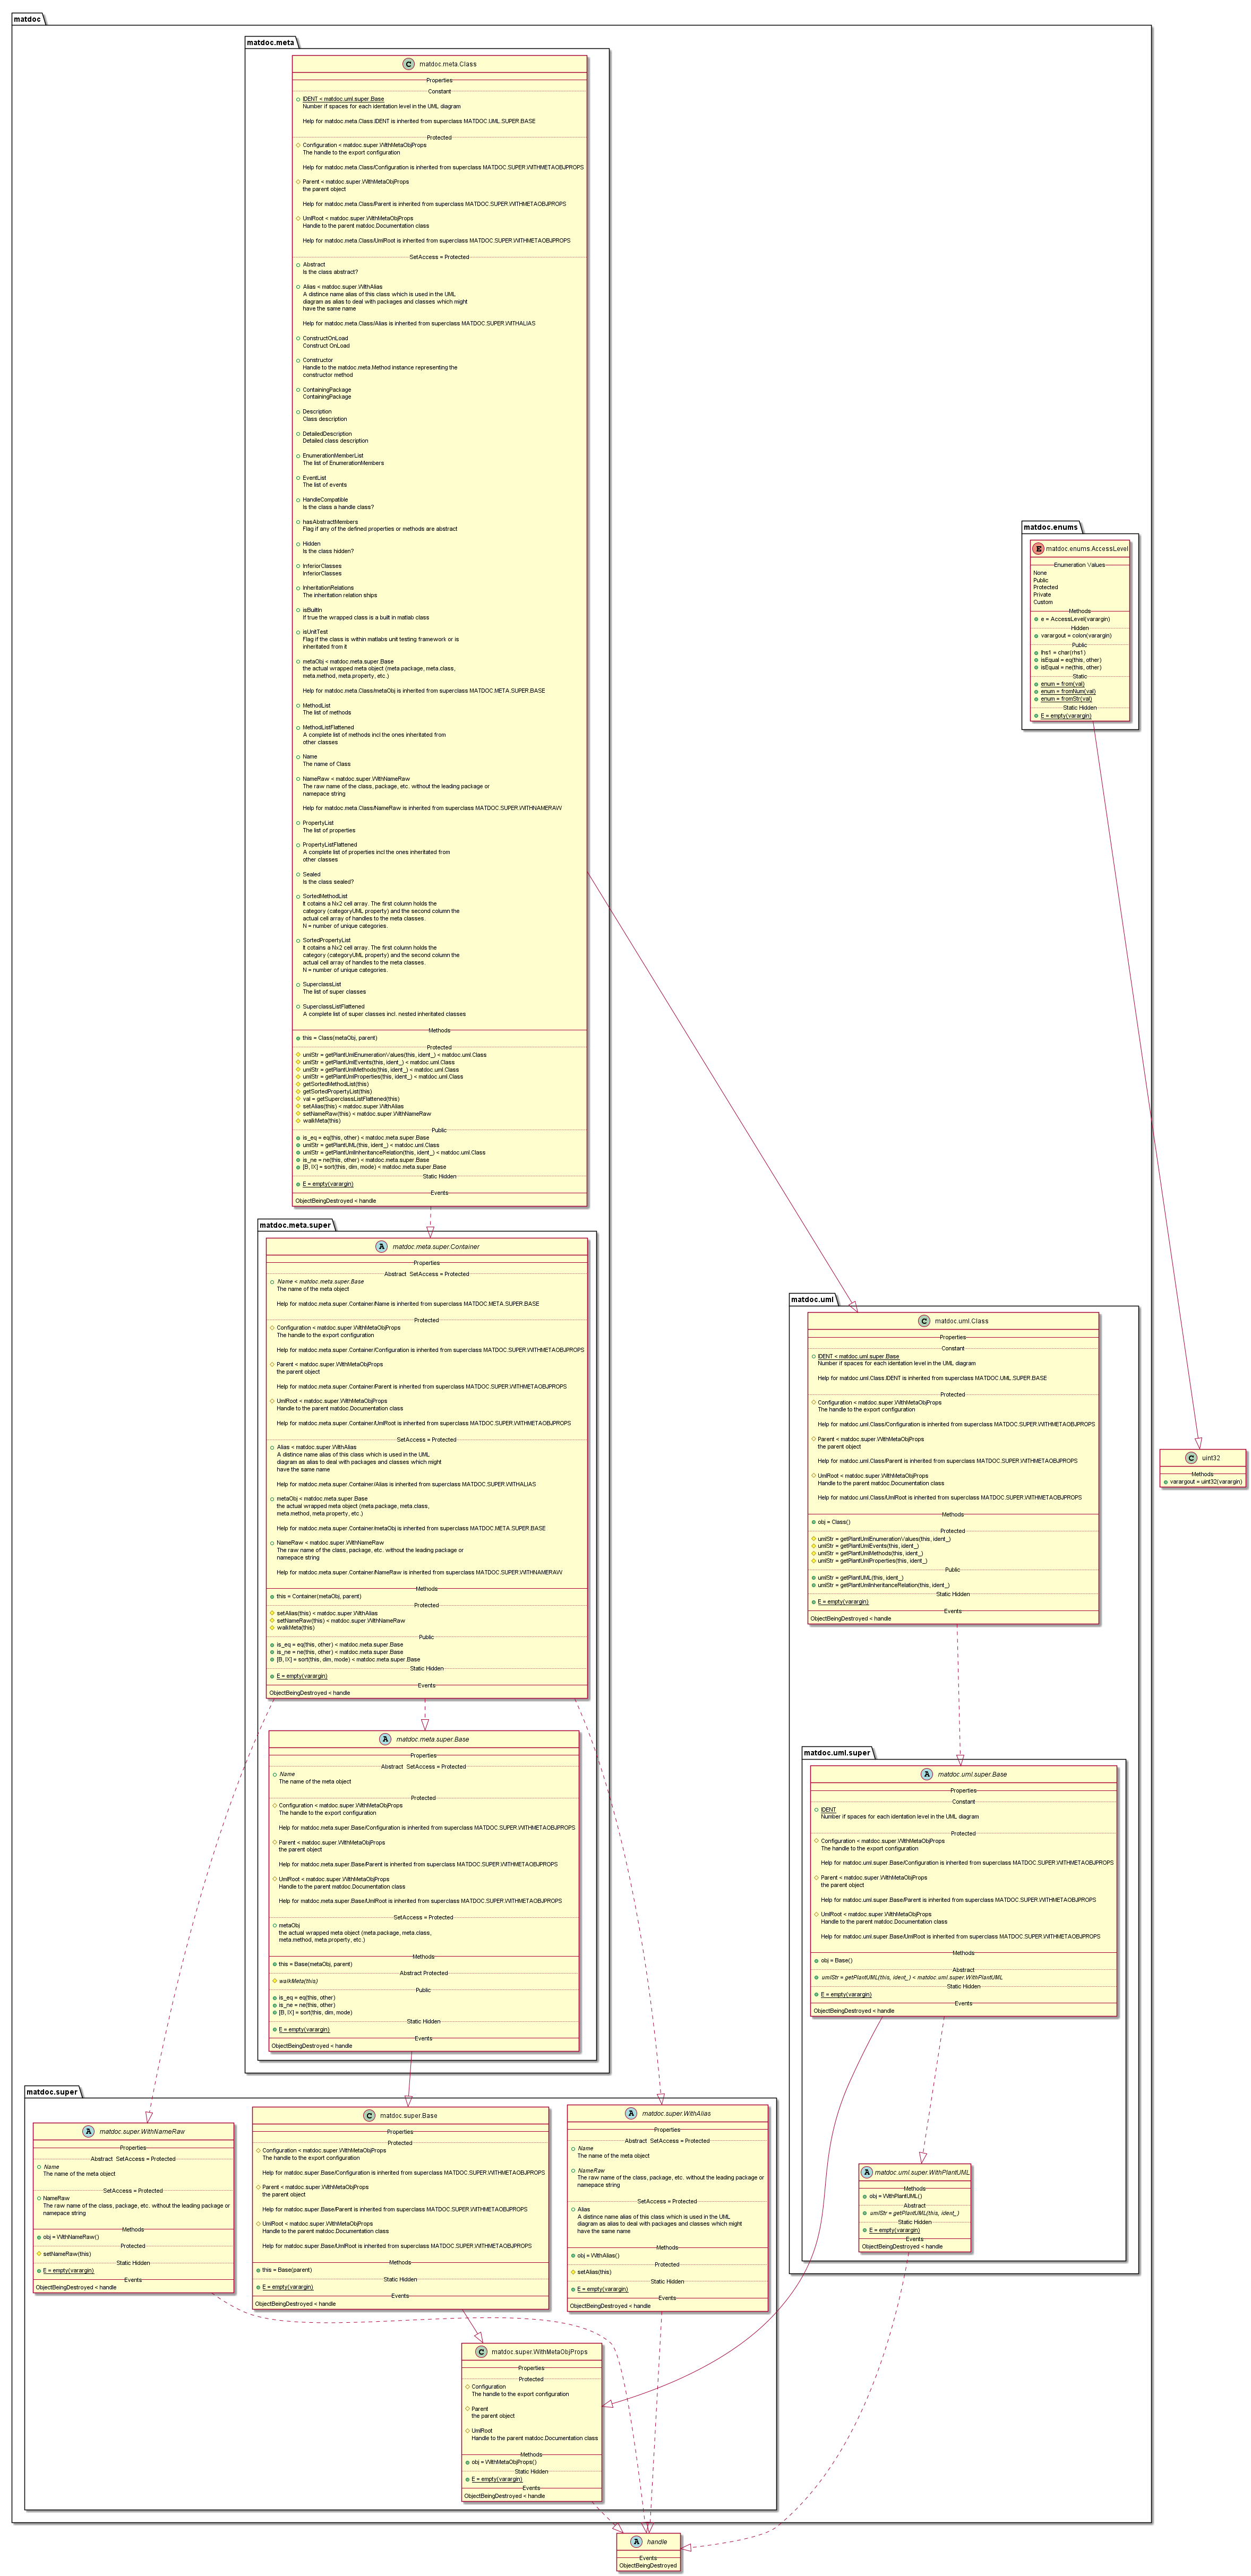 matdoc
matdoc.meta
matdoc.meta.Class
Properties
Constant
IDENT < matdoc.uml.super.Base
Number if spaces for each identation level in the UML diagram
Help for matdoc.meta.Class.IDENT is inherited from superclass MATDOC.UML.SUPER.BASE
Protected
Configuration < matdoc.super.WithMetaObjProps
The handle to the export configuration
Help for matdoc.meta.Class/Configuration is inherited from superclass MATDOC.SUPER.WITHMETAOBJPROPS
Parent < matdoc.super.WithMetaObjProps
the parent object
Help for matdoc.meta.Class/Parent is inherited from superclass MATDOC.SUPER.WITHMETAOBJPROPS
UmlRoot < matdoc.super.WithMetaObjProps
Handle to the parent matdoc.Documentation class
Help for matdoc.meta.Class/UmlRoot is inherited from superclass MATDOC.SUPER.WITHMETAOBJPROPS
SetAccess = Protected
Abstract
Is the class abstract?
Alias < matdoc.super.WithAlias
A distince name alias of this class which is used in the UML
diagram as alias to deal with packages and classes which might
have the same name
Help for matdoc.meta.Class/Alias is inherited from superclass MATDOC.SUPER.WITHALIAS
ConstructOnLoad
Construct OnLoad
Constructor
Handle to the matdoc.meta.Method instance representing the
constructor method
ContainingPackage
ContainingPackage
Description
Class description
DetailedDescription
Detailed class description
EnumerationMemberList
The list of EnumerationMembers
EventList
The list of events
HandleCompatible
Is the class a handle class?
hasAbstractMembers
Flag if any of the defined properties or methods are abstract
Hidden
Is the class hidden?
InferiorClasses
InferiorClasses
InheritationRelations
The inheritation relation ships
isBuiltIn
If true the wrapped class is a built in matlab class
isUnitTest
Flag if the class is within matlabs unit testing framework or is
inheritated from it
metaObj < matdoc.meta.super.Base
the actual wrapped meta object (meta.package, meta.class,
meta.method, meta.property, etc.)
Help for matdoc.meta.Class/metaObj is inherited from superclass MATDOC.META.SUPER.BASE
MethodList
The list of methods
MethodListFlattened
A complete list of methods incl the ones inheritated from
other classes
Name
The name of Class
NameRaw < matdoc.super.WithNameRaw
The raw name of the class, package, etc. without the leading package or
namepace string
Help for matdoc.meta.Class/NameRaw is inherited from superclass MATDOC.SUPER.WITHNAMERAW
PropertyList
The list of properties
PropertyListFlattened
A complete list of properties incl the ones inheritated from
other classes
Sealed
Is the class sealed?
SortedMethodList
It cotains a Nx2 cell array. The first column holds the
category (categoryUML property) and the second column the
actual cell array of handles to the meta classes.
N = number of unique categories.
SortedPropertyList
It cotains a Nx2 cell array. The first column holds the
category (categoryUML property) and the second column the
actual cell array of handles to the meta classes.
N = number of unique categories.
SuperclassList
The list of super classes
SuperclassListFlattened
A complete list of super classes incl. nested inheritated classes
Methods
this = Class(metaObj, parent)
Protected
umlStr = getPlantUmlEnumerationValues(this, ident_) < matdoc.uml.Class
umlStr = getPlantUmlEvents(this, ident_) < matdoc.uml.Class
umlStr = getPlantUmlMethods(this, ident_) < matdoc.uml.Class
umlStr = getPlantUmlProperties(this, ident_) < matdoc.uml.Class
getSortedMethodList(this)
getSortedPropertyList(this)
val = getSuperclassListFlattened(this)
setAlias(this) < matdoc.super.WithAlias
setNameRaw(this) < matdoc.super.WithNameRaw
walkMeta(this)
Public
is_eq = eq(this, other) < matdoc.meta.super.Base
umlStr = getPlantUML(this, ident_) < matdoc.uml.Class
umlStr = getPlantUmlInheritanceRelation(this, ident_) < matdoc.uml.Class
is_ne = ne(this, other) < matdoc.meta.super.Base
[B, IX] = sort(this, dim, mode) < matdoc.meta.super.Base
Static Hidden
E = empty(varargin)
Events
ObjectBeingDestroyed < handle
matdoc.enums
matdoc.enums.AccessLevel
Enumeration Values
None
Public
Protected
Private
Custom
Methods
e = AccessLevel(varargin)
Hidden
varargout = colon(varargin)
Public
lhs1 = char(rhs1)
isEqual = eq(this, other)
isEqual = ne(this, other)
Static
enum = from(val)
enum = fromNum(val)
enum = fromStr(val)
Static Hidden
E = empty(varargin)
matdoc.meta.super
matdoc.meta.super.Container
Properties
Abstract SetAccess = Protected
Name < matdoc.meta.super.Base
The name of the meta object
Help for matdoc.meta.super.Container/Name is inherited from superclass MATDOC.META.SUPER.BASE
Protected
Configuration < matdoc.super.WithMetaObjProps
The handle to the export configuration
Help for matdoc.meta.super.Container/Configuration is inherited from superclass MATDOC.SUPER.WITHMETAOBJPROPS
Parent < matdoc.super.WithMetaObjProps
the parent object
Help for matdoc.meta.super.Container/Parent is inherited from superclass MATDOC.SUPER.WITHMETAOBJPROPS
UmlRoot < matdoc.super.WithMetaObjProps
Handle to the parent matdoc.Documentation class
Help for matdoc.meta.super.Container/UmlRoot is inherited from superclass MATDOC.SUPER.WITHMETAOBJPROPS
SetAccess = Protected
Alias < matdoc.super.WithAlias
A distince name alias of this class which is used in the UML
diagram as alias to deal with packages and classes which might
have the same name
Help for matdoc.meta.super.Container/Alias is inherited from superclass MATDOC.SUPER.WITHALIAS
metaObj < matdoc.meta.super.Base
the actual wrapped meta object (meta.package, meta.class,
meta.method, meta.property, etc.)
Help for matdoc.meta.super.Container/metaObj is inherited from superclass MATDOC.META.SUPER.BASE
NameRaw < matdoc.super.WithNameRaw
The raw name of the class, package, etc. without the leading package or
namepace string
Help for matdoc.meta.super.Container/NameRaw is inherited from superclass MATDOC.SUPER.WITHNAMERAW
Methods
this = Container(metaObj, parent)
Protected
setAlias(this) < matdoc.super.WithAlias
setNameRaw(this) < matdoc.super.WithNameRaw
walkMeta(this)
Public
is_eq = eq(this, other) < matdoc.meta.super.Base
is_ne = ne(this, other) < matdoc.meta.super.Base
[B, IX] = sort(this, dim, mode) < matdoc.meta.super.Base
Static Hidden
E = empty(varargin)
Events
ObjectBeingDestroyed < handle
matdoc.uml
matdoc.uml.Class
Properties
Constant
IDENT < matdoc.uml.super.Base
Number if spaces for each identation level in the UML diagram
Help for matdoc.uml.Class.IDENT is inherited from superclass MATDOC.UML.SUPER.BASE
Protected
Configuration < matdoc.super.WithMetaObjProps
The handle to the export configuration
Help for matdoc.uml.Class/Configuration is inherited from superclass MATDOC.SUPER.WITHMETAOBJPROPS
Parent < matdoc.super.WithMetaObjProps
the parent object
Help for matdoc.uml.Class/Parent is inherited from superclass MATDOC.SUPER.WITHMETAOBJPROPS
UmlRoot < matdoc.super.WithMetaObjProps
Handle to the parent matdoc.Documentation class
Help for matdoc.uml.Class/UmlRoot is inherited from superclass MATDOC.SUPER.WITHMETAOBJPROPS
Methods
obj = Class()
Protected
umlStr = getPlantUmlEnumerationValues(this, ident_)
umlStr = getPlantUmlEvents(this, ident_)
umlStr = getPlantUmlMethods(this, ident_)
umlStr = getPlantUmlProperties(this, ident_)
Public
umlStr = getPlantUML(this, ident_)
umlStr = getPlantUmlInheritanceRelation(this, ident_)
Static Hidden
E = empty(varargin)
Events
ObjectBeingDestroyed < handle
uint32
Methods
varargout = uint32(varargin)
matdoc.meta.super.Base
Properties
Abstract SetAccess = Protected
Name
The name of the meta object
Protected
Configuration < matdoc.super.WithMetaObjProps
The handle to the export configuration
Help for matdoc.meta.super.Base/Configuration is inherited from superclass MATDOC.SUPER.WITHMETAOBJPROPS
Parent < matdoc.super.WithMetaObjProps
the parent object
Help for matdoc.meta.super.Base/Parent is inherited from superclass MATDOC.SUPER.WITHMETAOBJPROPS
UmlRoot < matdoc.super.WithMetaObjProps
Handle to the parent matdoc.Documentation class
Help for matdoc.meta.super.Base/UmlRoot is inherited from superclass MATDOC.SUPER.WITHMETAOBJPROPS
SetAccess = Protected
metaObj
the actual wrapped meta object (meta.package, meta.class,
meta.method, meta.property, etc.)
Methods
this = Base(metaObj, parent)
Abstract Protected
walkMeta(this)
Public
is_eq = eq(this, other)
is_ne = ne(this, other)
[B, IX] = sort(this, dim, mode)
Static Hidden
E = empty(varargin)
Events
ObjectBeingDestroyed < handle
matdoc.uml.super
matdoc.uml.super.Base
Properties
Constant
IDENT
Number if spaces for each identation level in the UML diagram
Protected
Configuration < matdoc.super.WithMetaObjProps
The handle to the export configuration
Help for matdoc.uml.super.Base/Configuration is inherited from superclass MATDOC.SUPER.WITHMETAOBJPROPS
Parent < matdoc.super.WithMetaObjProps
the parent object
Help for matdoc.uml.super.Base/Parent is inherited from superclass MATDOC.SUPER.WITHMETAOBJPROPS
UmlRoot < matdoc.super.WithMetaObjProps
Handle to the parent matdoc.Documentation class
Help for matdoc.uml.super.Base/UmlRoot is inherited from superclass MATDOC.SUPER.WITHMETAOBJPROPS
Methods
obj = Base()
Abstract
umlStr = getPlantUML(this, ident_) < matdoc.uml.super.WithPlantUML
Static Hidden
E = empty(varargin)
Events
ObjectBeingDestroyed < handle
matdoc.super
matdoc.super.WithNameRaw
Properties
Abstract SetAccess = Protected
Name
The name of the meta object
SetAccess = Protected
NameRaw
The raw name of the class, package, etc. without the leading package or
namepace string
Methods
obj = WithNameRaw()
Protected
setNameRaw(this)
Static Hidden
E = empty(varargin)
Events
ObjectBeingDestroyed < handle
matdoc.super.Base
Properties
Protected
Configuration < matdoc.super.WithMetaObjProps
The handle to the export configuration
Help for matdoc.super.Base/Configuration is inherited from superclass MATDOC.SUPER.WITHMETAOBJPROPS
Parent < matdoc.super.WithMetaObjProps
the parent object
Help for matdoc.super.Base/Parent is inherited from superclass MATDOC.SUPER.WITHMETAOBJPROPS
UmlRoot < matdoc.super.WithMetaObjProps
Handle to the parent matdoc.Documentation class
Help for matdoc.super.Base/UmlRoot is inherited from superclass MATDOC.SUPER.WITHMETAOBJPROPS
Methods
this = Base(parent)
Static Hidden
E = empty(varargin)
Events
ObjectBeingDestroyed < handle
matdoc.super.WithAlias
Properties
Abstract SetAccess = Protected
Name
The name of the meta object
NameRaw
The raw name of the class, package, etc. without the leading package or
namepace string
SetAccess = Protected
Alias
A distince name alias of this class which is used in the UML
diagram as alias to deal with packages and classes which might
have the same name
Methods
obj = WithAlias()
Protected
setAlias(this)
Static Hidden
E = empty(varargin)
Events
ObjectBeingDestroyed < handle
matdoc.uml.super.WithPlantUML
Methods
obj = WithPlantUML()
Abstract
umlStr = getPlantUML(this, ident_)
Static Hidden
E = empty(varargin)
Events
ObjectBeingDestroyed < handle
matdoc.super.WithMetaObjProps
Properties
Protected
Configuration
The handle to the export configuration
Parent
the parent object
UmlRoot
Handle to the parent matdoc.Documentation class
Methods
obj = WithMetaObjProps()
Static Hidden
E = empty(varargin)
Events
ObjectBeingDestroyed < handle
handle
Events
ObjectBeingDestroyed